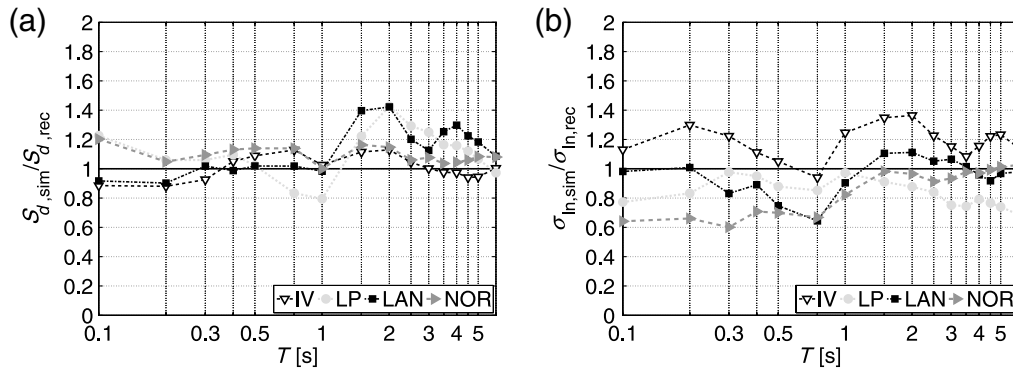 (a)
2
1.8
1.6
1.4
1.2
1
0.8
0.6
0.4
0.2
0
S_d,sim/S_d,rec
IV LP LAN NOR
0.1 0.3 0.5 1 2 3 4 5
T [s]
(b)
2
1.8
1.6
1.4
1.2
1
0.8
0.6
0.4
0.2
0
σ_ln,sim/σ_ln,rec
IV LP LAN NOR
0.1 0.2 0.3 0.5 1 2 3 4 5
T [s]